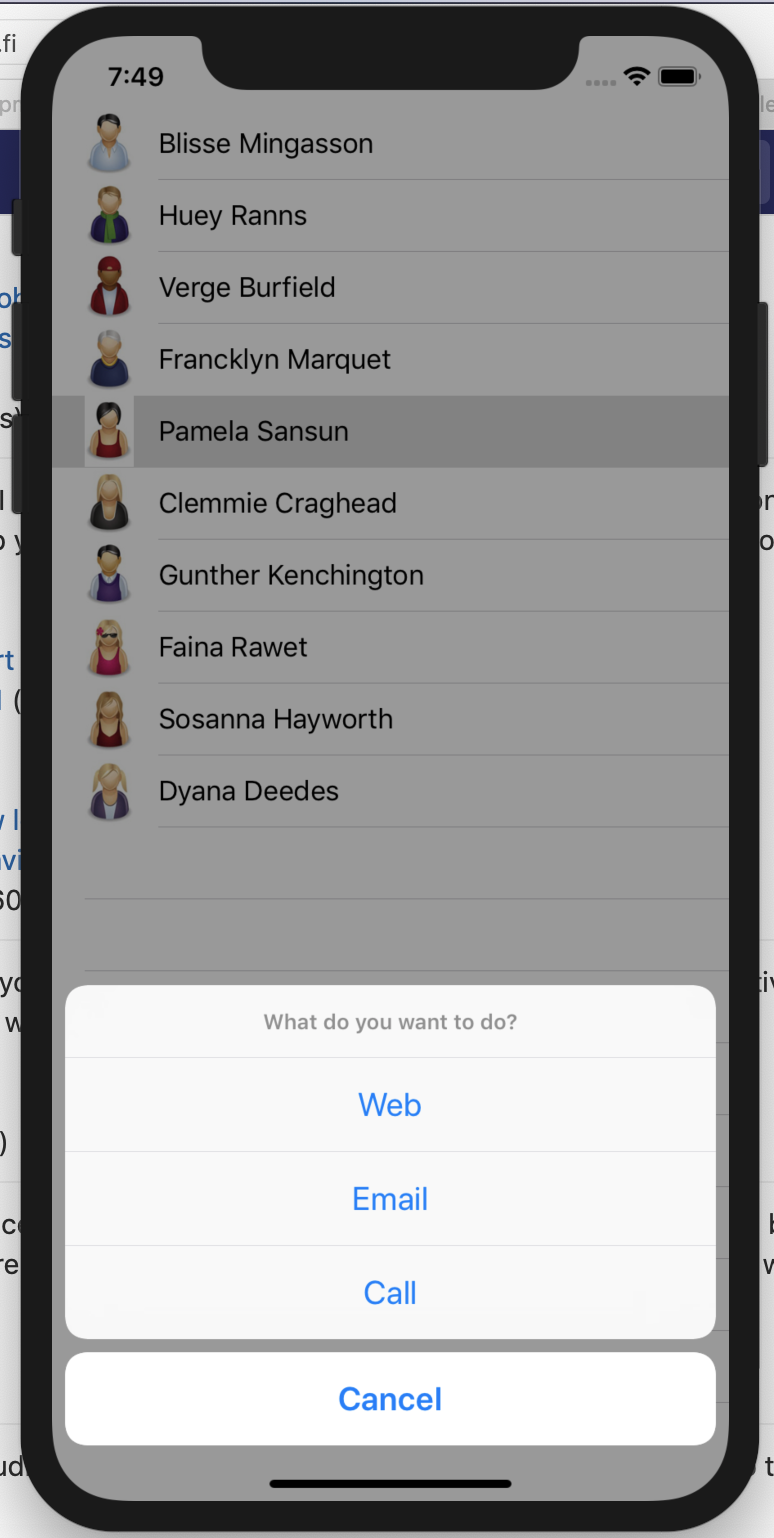 7:49
Blisse Mingasson
Huey Ranns
Verge Burfield
Francklyn Marquet
Pamela Sansun
Clemmie Craghead
Gunther Kenchington
Faina Rawet
Sosanna Hayworth
Dyana Deedes
What do you want to do?
Web
Email
Call
Cancel